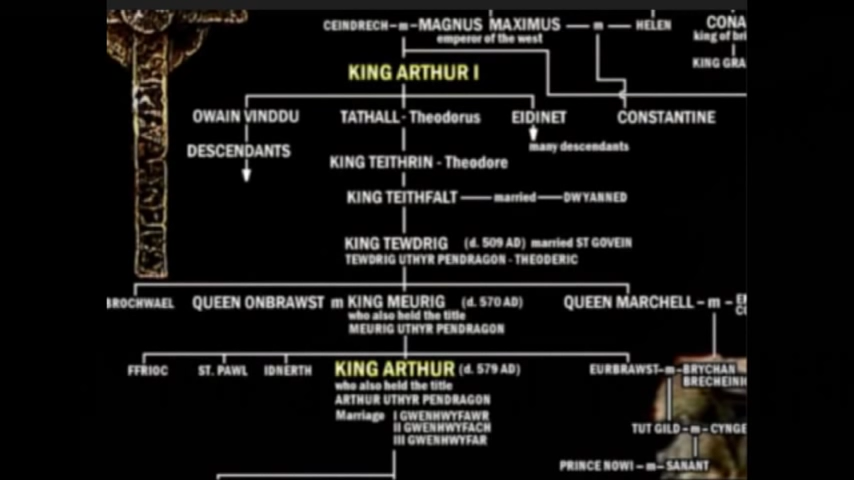 CEINDRECH - m - MAGNUS MAXIMUS — m — HELEN
emperor of the west
king of
KING ARTHUR I
OWAIN VINDDU TATHALL - Theodorus EIDINET CONSTANTINE
DESCENDANTS
many descendants
KING TEITHRIN - Theodore
KING TEITHFALT — married — DWYANNED
KING TEWDRIG (d. 509 AD) married ST GOVEIN
TEWDRIG UTHYR PENDRAGON - THEODERIC
BROCHWAEL QUEEN ONBRAWST m KING MEURIG (d. 570 AD) QUEEN MARCHELL - m -
who also held the title
MEURIG UTHYR PENDRAGON
FFRIOC ST. PAWL IDNERTH KING ARTHUR (d. 579 AD) EURBRAWST - m - BRYCHAN
who also held the title
ARTHUR UTHYR PENDRAGON
Marriage I GWENHWYFAWR
II GWENHWYFACH
III GWENHWYFAR
TUT GILD - m -
PRINCE NOWI - m - SANANT